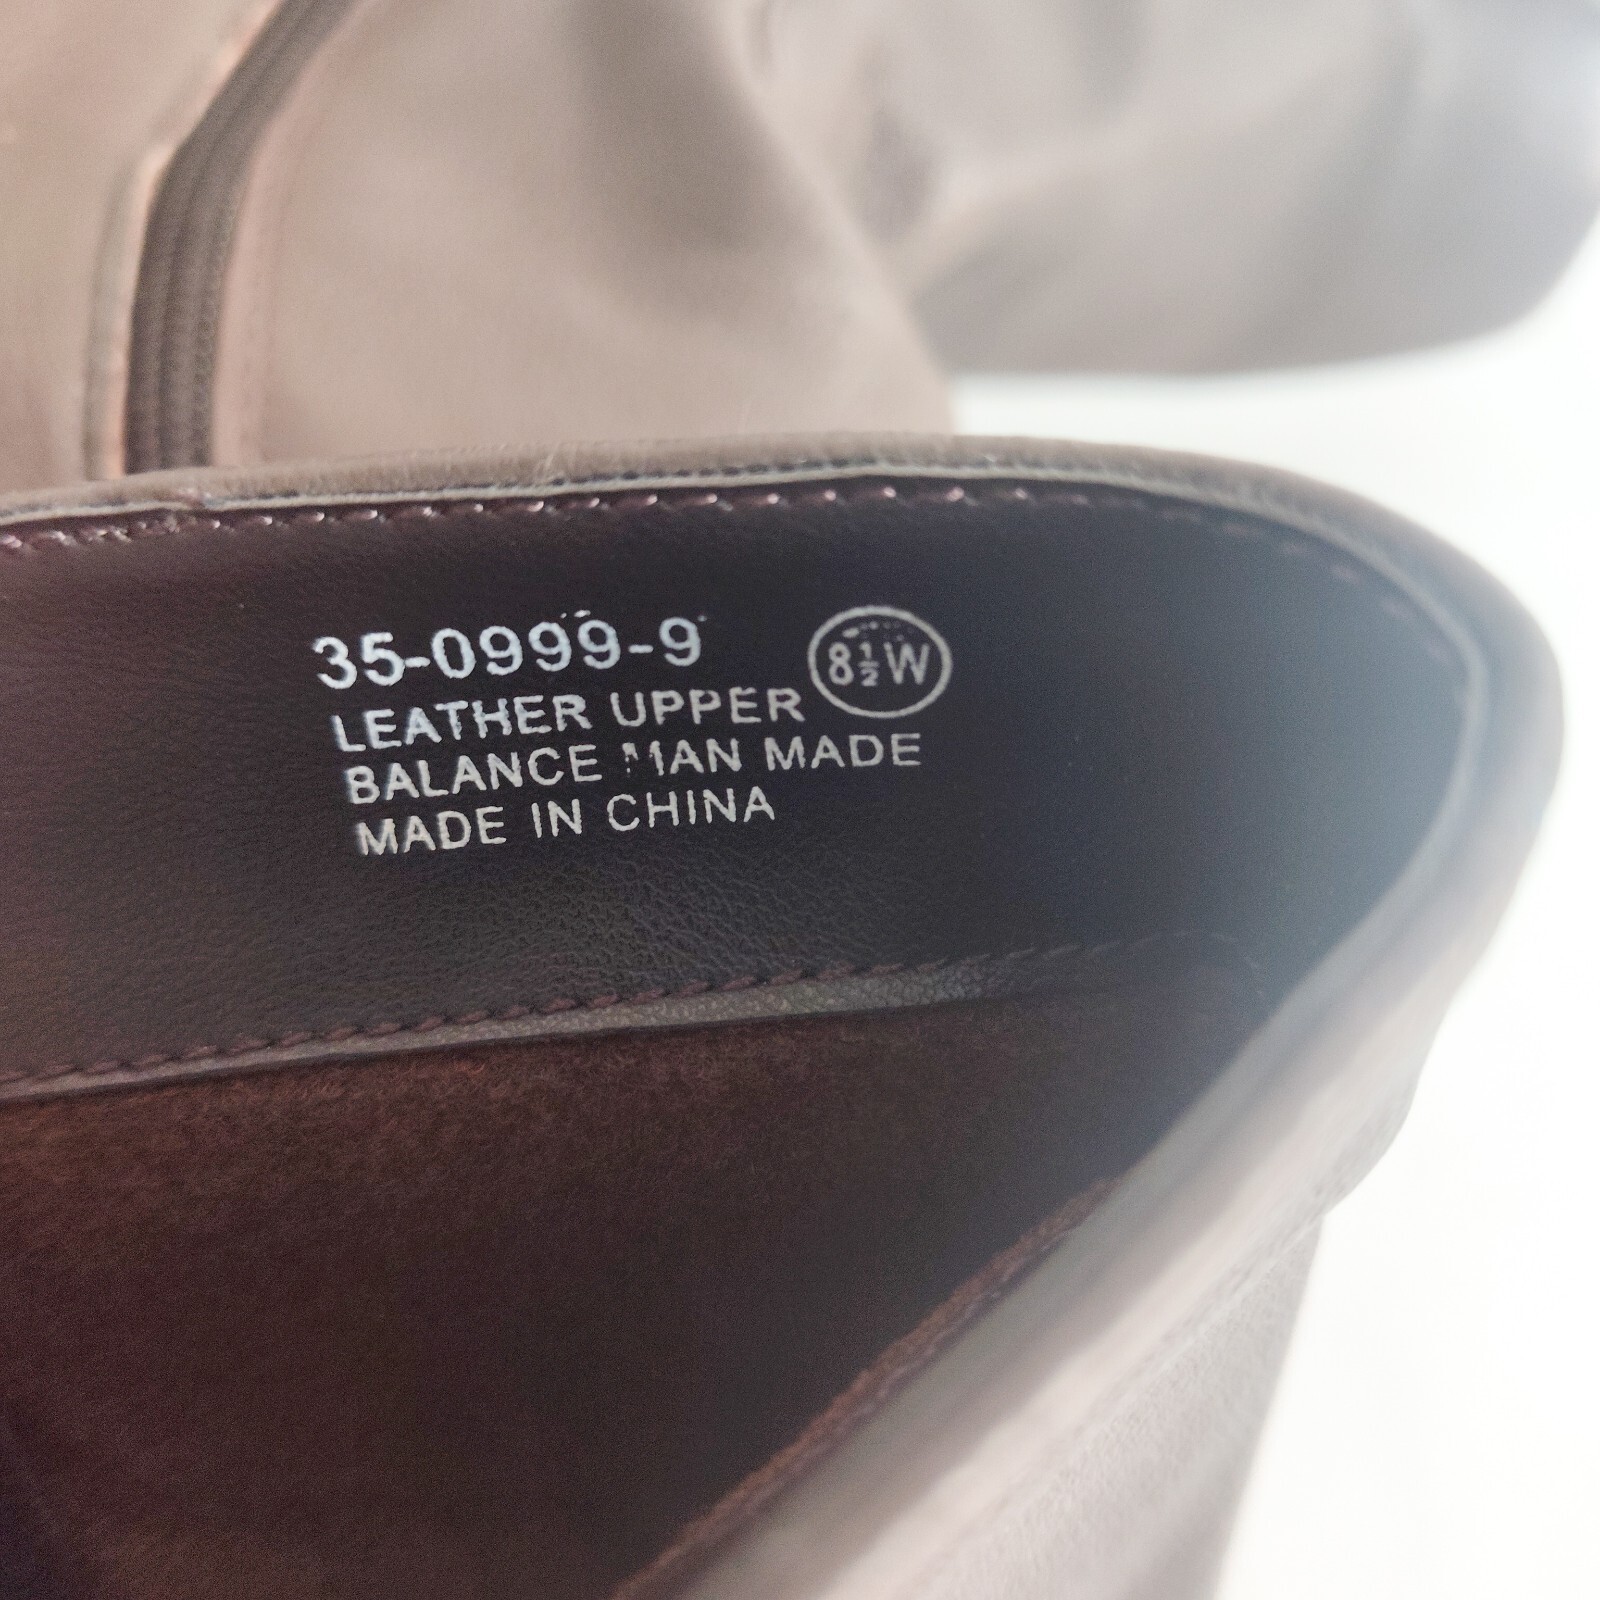 35-0999-9 8½W
LEATHER UPPER
BALANCE MAN MADE
MADE IN CHINA